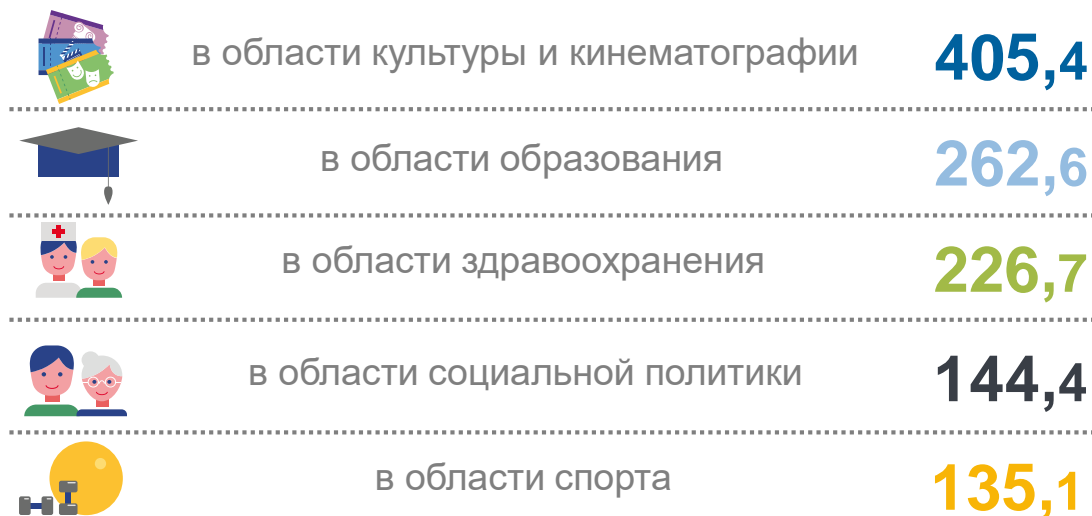 в области культуры и кинематографии 405,4
в области образования 262,6
в области здравоохранения 226,7
в области социальной политики 144,4
в области спорта 135,1